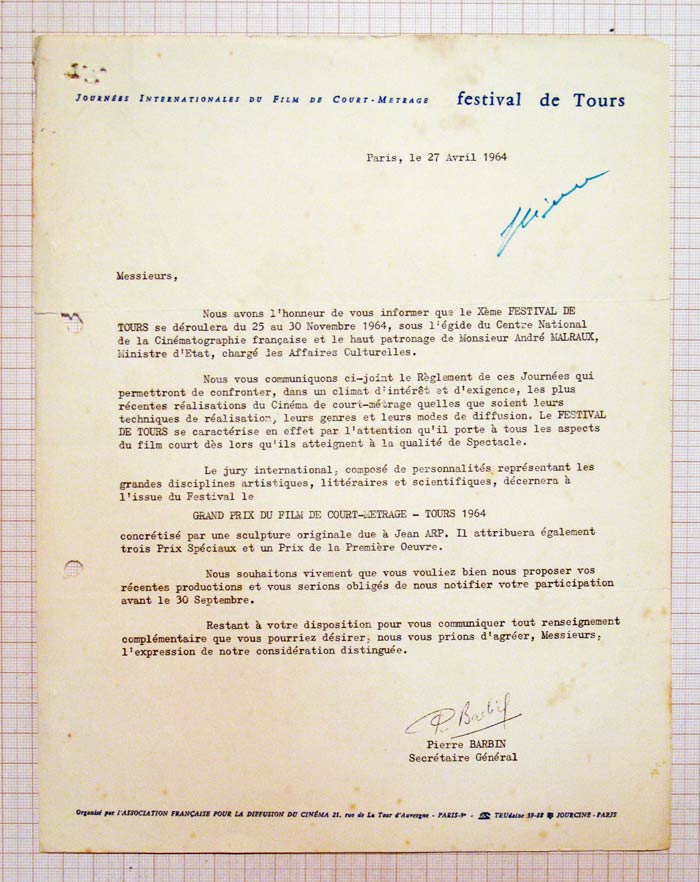 JOURNÉES INTERNATIONALES DU FILM DE COURT-METRAGE festival de Tours
Paris, le 27 Avril 1964
Messieurs,
Nous avons l'honneur de vous informer que le Xème FESTIVAL DE
TOURS se déroulera du 25 au 30 Novembre 1964, sous l'égide du Centre National
de la Cinématographie française et le haut patronage de Monsieur André MALRAUX,
Ministre d'Etat, chargé les Affaires Culturelles.
Nous vous communiquons ci-joint le Règlement de ces Journées qui
permettront de confronter, dans un climat d'intérêt et d'exigence, les plus
récentes réalisations du Cinéma de court-métrage quelles que soient leurs
techniques de réalisation, leurs genres et leurs modes de diffusion. Le FESTIVAL
DE TOURS se caractérise en effet par l'attention qu'il porte à tous les aspects
du film court dès lors qu'ils atteignent à la qualité de Spectacle.
Le jury international, composé de personnalités représentant les
grandes disciplines artistiques, littéraires et scientifiques, décernera à
l'issue du Festival le
GRAND PRIX DU FILM DE COURT-METRAGE - TOURS 1964
concrétisé par une sculpture originale due à Jean ARP. Il attribuera également
trois Prix Spéciaux et un Prix de la Première Oeuvre.
Nous souhaitons vivement que vous vouliez bien nous proposer vos
récentes productions et vous serions obligés de nous notifier votre participation
avant le 30 Septembre.
Restant à votre disposition pour vous communiquer tout renseignement
complémentaire que vous pourriez désirer, nous vous prions d'agréer, Messieurs,
l'expression de notre considération distinguée.
P. Barbin
Pierre BARBIN
Secrétaire Général
Organisé par l'ASSOCIATION FRANÇAISE POUR LA DIFFUSION DU CINÉMA 21, rue de La Tour d'Auvergne - PARIS-9e - TRUdaine 59-88 JOURCINE - PARIS